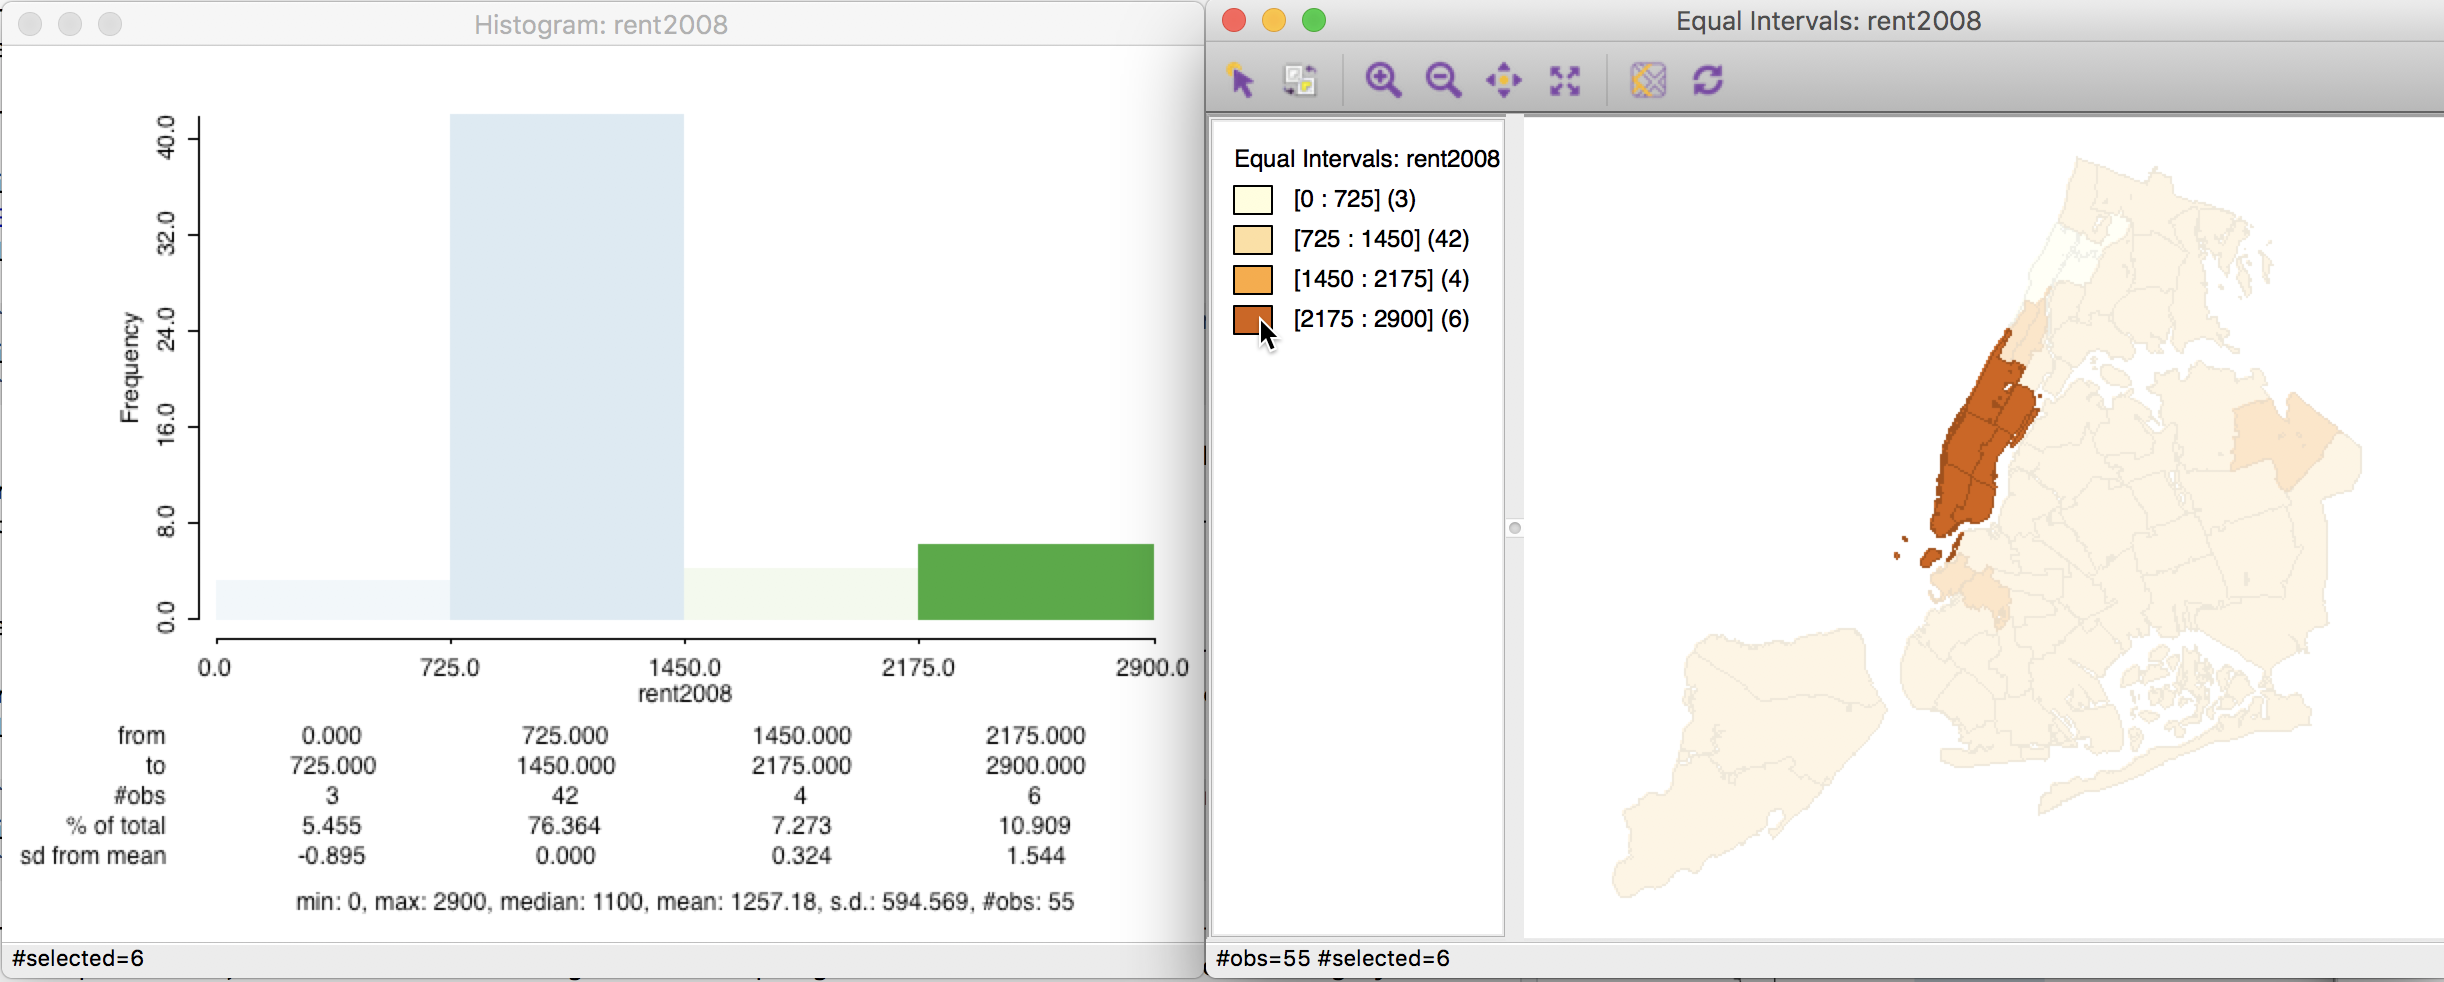 Histogram: rent2008
40.0
32.0
24.0
16.0
8.0
0.0
Frequency
0.0 725.0 1450.0 2175.0 2900.0
rent2008
from 0.000 725.000 1450.000 2175.000
to 725.000 1450.000 2175.000 2900.000
#obs 3 42 4 6
% of total 5.455 76.364 7.273 10.909
sd from mean -0.895 0.000 0.324 1.544
min: 0, max: 2900, median: 1100, mean: 1257.18, s.d.: 594.569, #obs: 55
#selected=6
Equal Intervals: rent2008
Equal Intervals: rent2008
[0 : 725] (3)
[725 : 1450] (42)
[1450 : 2175] (4)
[2175 : 2900] (6)
#obs=55 #selected=6